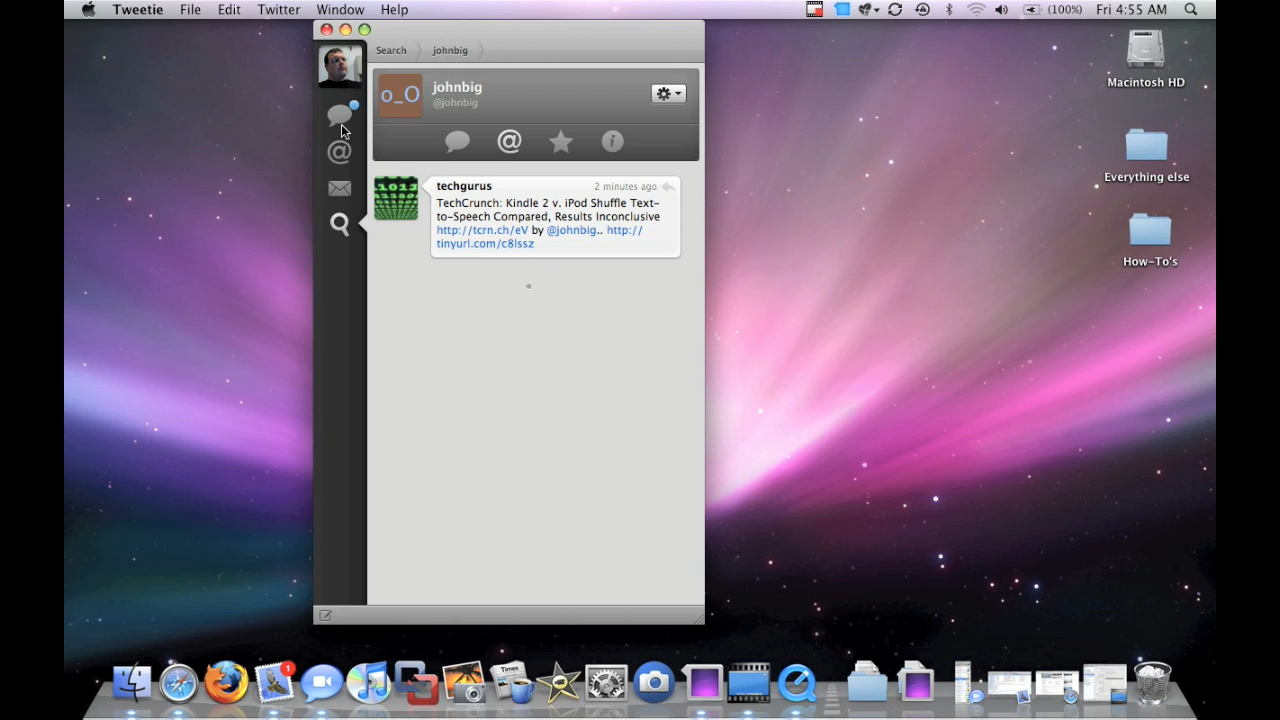 Tweetie File Edit Twitter Window Help (100%) Fri 4:55 AM
Search johnbig
o_O johnbig
@johnbig
techgurus 2 minutes ago
TechCrunch: Kindle 2 v. iPod Shuffle Text-
to-Speech Compared, Results Inconclusive
http://tcrn.ch/eV by @johnbig.. http://
tinyurl.com/c8lssz
Macintosh HD
Everything else
How-To's
1
Times